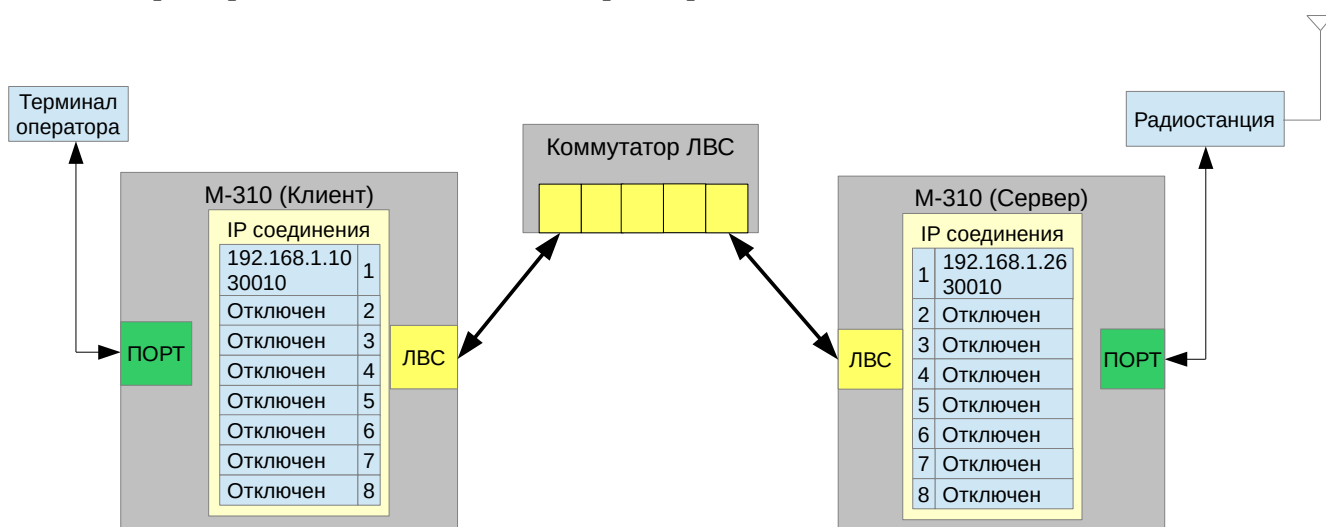 Терминал
оператора
Коммутатор ЛВС
Радиостанция
М-310 (Клиент)
IP соединения
192.168.1.10
30010
1
Отключен 2
Отключен 3
Отключен 4
Отключен 5
Отключен 6
Отключен 7
Отключен 8
ПОРТ
ЛВС
М-310 (Сервер)
IP соединения
1
192.168.1.26
30010
2 Отключен
3 Отключен
4 Отключен
5 Отключен
6 Отключен
7 Отключен
8 Отключен
ЛВС
ПОРТ